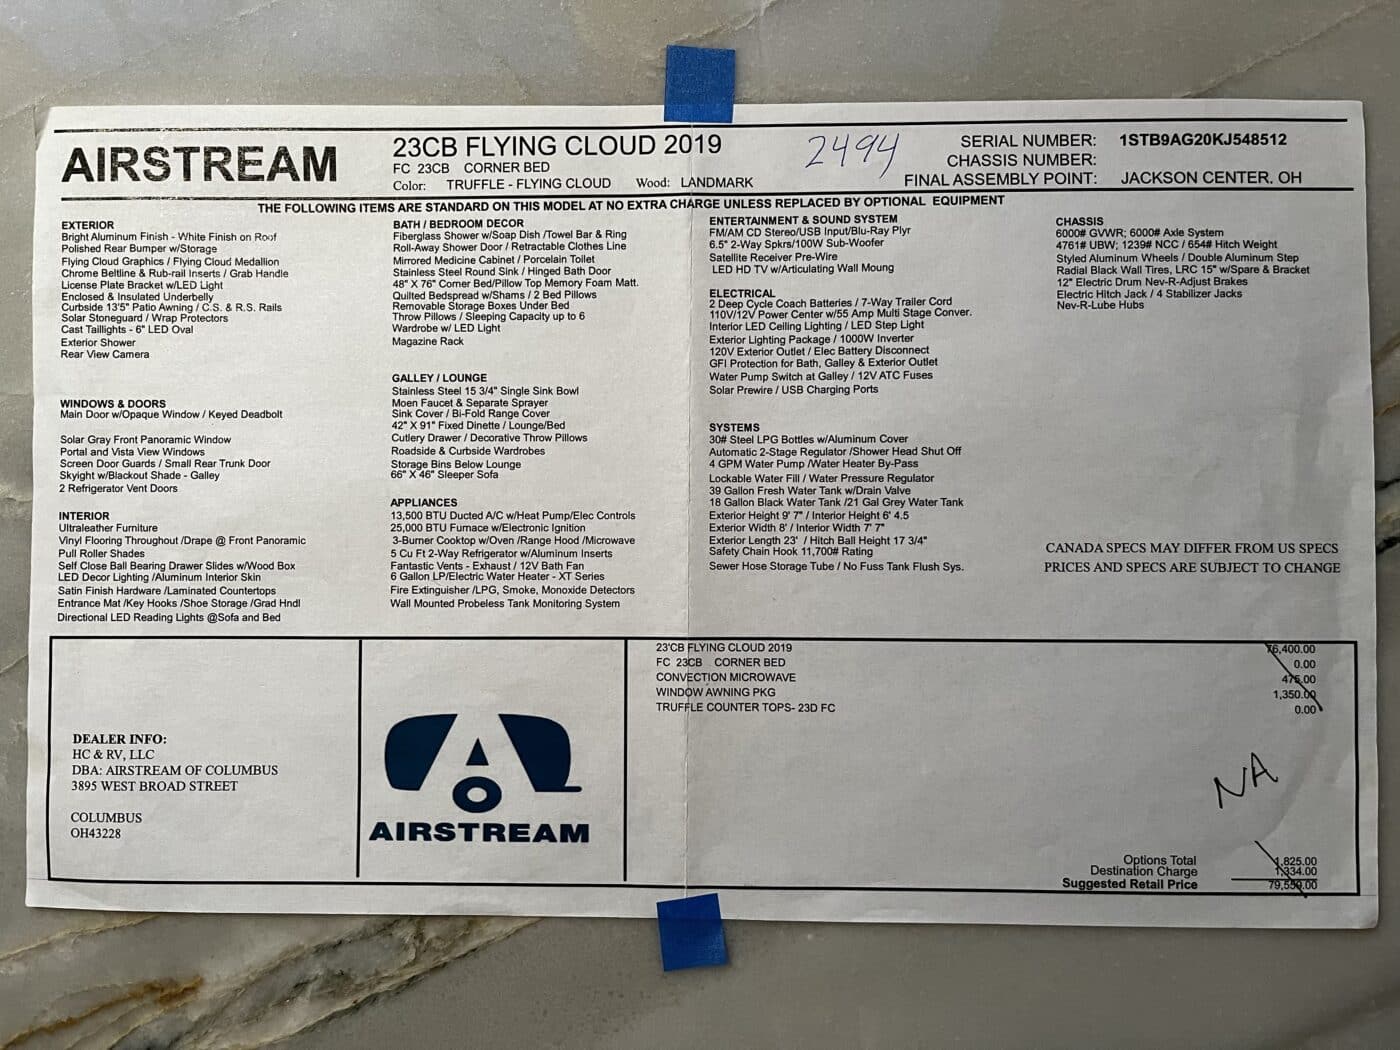 AIRSTREAM
23CB FLYING CLOUD 2019
FC 23CB CORNER BED
Color: TRUFFLE - FLYING CLOUD Wood: LANDMARK
2494
SERIAL NUMBER: 1STB9AG20KJ548512
CHASSIS NUMBER:
FINAL ASSEMBLY POINT: JACKSON CENTER. OH
THE FOLLOWING ITEMS ARE STANDARD ON THIS MODEL AT NO EXTRA CHARGE UNLESS REPLACED BY OPTIONAL EQUIPMENT
EXTERIOR
Bright Aluminum Finish - White Finish on Roof
Polished Rear Bumper w/Storage
Flying Cloud Graphics / Flying Cloud Medallion
Chrome Beltline & Rub-rail Inserts / Grab Handle
License Plate Bracket w/LED Light
Enclosed & Insulated Underbelly
Curbside 13'5" Patio Awning / C.S. & R.S. Rails
Solar Stoneguard / Wrap Protectors
Cast Taillights - 6" LED Oval
Exterior Shower
Rear View Camera
WINDOWS & DOORS
Main Door w/Opaque Window / Keyed Deadbolt
Solar Gray Front Panoramic Window
Portal and Vista View Windows
Screen Door Guards / Small Rear Trunk Door
Skyight w/Blackout Shade - Galley
2 Refrigerator Vent Doors
INTERIOR
Ultraleather Furniture
Vinyl Flooring Throughout /Drape @ Front Panoramic
Pull Roller Shades
Self Close Ball Bearing Drawer Slides w/Wood Box
LED Decor Lighting /Aluminum Interior Skin
Satin Finish Hardware /Laminated Countertops
Entrance Mat /Key Hooks /Shoe Storage /Grad Hndl
Directional LED Reading Lights @Sofa and Bed
BATH / BEDROOM DECOR
Fiberglass Shower w/Soap Dish /Towel Bar & Ring
Roll-Away Shower Door / Retractable Clothes Line
Mirrored Medicine Cabinet / Porcelain Toilet
Stainless Steel Round Sink / Hinged Bath Door
48" X 76" Corner Bed/Pillow Top Memory Foam Matt.
Quilted Bedspread w/Shams / 2 Bed Pillows
Removable Storage Boxes Under Bed
Throw Pillows / Sleeping Capacity up to 6
Wardrobe w/ LED Light
Magazine Rack
GALLEY / LOUNGE
Stainless Steel 15 3/4" Single Sink Bowl
Moen Faucet & Separate Sprayer
Sink Cover / Bi-Fold Range Cover
42" X 91" Fixed Dinette / Lounge/Bed
Cutlery Drawer / Decorative Throw Pillows
Roadside & Curbside Wardrobes
Storage Bins Below Lounge
66" X 46" Sleeper Sofa
APPLIANCES
13,500 BTU Ducted A/C w/Heat Pump/Elec Controls
25,000 BTU Furnace w/Electronic Ignition
3-Burner Cooktop w/Oven /Range Hood /Microwave
5 Cu Ft 2-Way Refrigerator w/Aluminum Inserts
Fantastic Vents - Exhaust / 12V Bath Fan
6 Gallon LP/Electric Water Heater - XT Series
Fire Extinguisher /LPG, Smoke, Monoxide Detectors
Wall Mounted Probeless Tank Monitoring System
ENTERTAINMENT & SOUND SYSTEM
FM/AM CD Stereo/USB Input/Blu-Ray Plyr
6.5" 2-Way Spkrs/100W Sub-Woofer
Satellite Receiver Pre-Wire
LED HD TV w/Articulating Wall Moung
ELECTRICAL
2 Deep Cycle Coach Batteries / 7-Way Trailer Cord
110V/12V Power Center w/55 Amp Multi Stage Conver.
Interior LED Ceiling Lighting / LED Step Light
Exterior Lighting Package / 1000W Inverter
120V Exterior Outlet / Elec Battery Disconnect
GFI Protection for Bath, Galley & Exterior Outlet
Water Pump Switch at Galley / 12V ATC Fuses
Solar Prewire / USB Charging Ports
SYSTEMS
30# Steel LPG Bottles w/Aluminum Cover
Automatic 2-Stage Regulator /Shower Head Shut Off
4 GPM Water Pump /Water Heater By-Pass
Lockable Water Fill / Water Pressure Regulator
39 Gallon Fresh Water Tank w/Drain Valve
18 Gallon Black Water Tank /21 Gal Grey Water Tank
Exterior Height 9' 7" / Interior Height 6' 4.5
Exterior Width 8' / Interior Width 7' 7"
Exterior Length 23' / Hitch Ball Height 17 3/4"
Safety Chain Hook 11,700# Rating
Sewer Hose Storage Tube / No Fuss Tank Flush Sys.
CHASSIS
6000# GVWR; 6000# Axle System
4761# UBW; 1239# NCC / 654# Hitch Weight
Styled Aluminum Wheels / Double Aluminum Step
Radial Black Wall Tires, LRC 15" w/Spare & Bracket
12" Electric Drum Nev-R-Adjust Brakes
Electric Hitch Jack / 4 Stabilizer Jacks
Nev-R-Lube Hubs
CANADA SPECS MAY DIFFER FROM US SPECS
PRICES AND SPECS ARE SUBJECT TO CHANGE
DEALER INFO:
HC & RV, LLC
DBA: AIRSTREAM OF COLUMBUS
3895 WEST BROAD STREET
COLUMBUS
OH43228
AIRSTREAM
23'CB FLYING CLOUD 2019 76,400.00
FC 23CB CORNER BED 0.00
CONVECTION MICROWAVE 475.00
WINDOW AWNING PKG 1,350.00
TRUFFLE COUNTER TOPS- 23D FC 0.00
NA
Options Total 1,825.00
Destination Charge 1,334.00
Suggested Retail Price 79,559.00